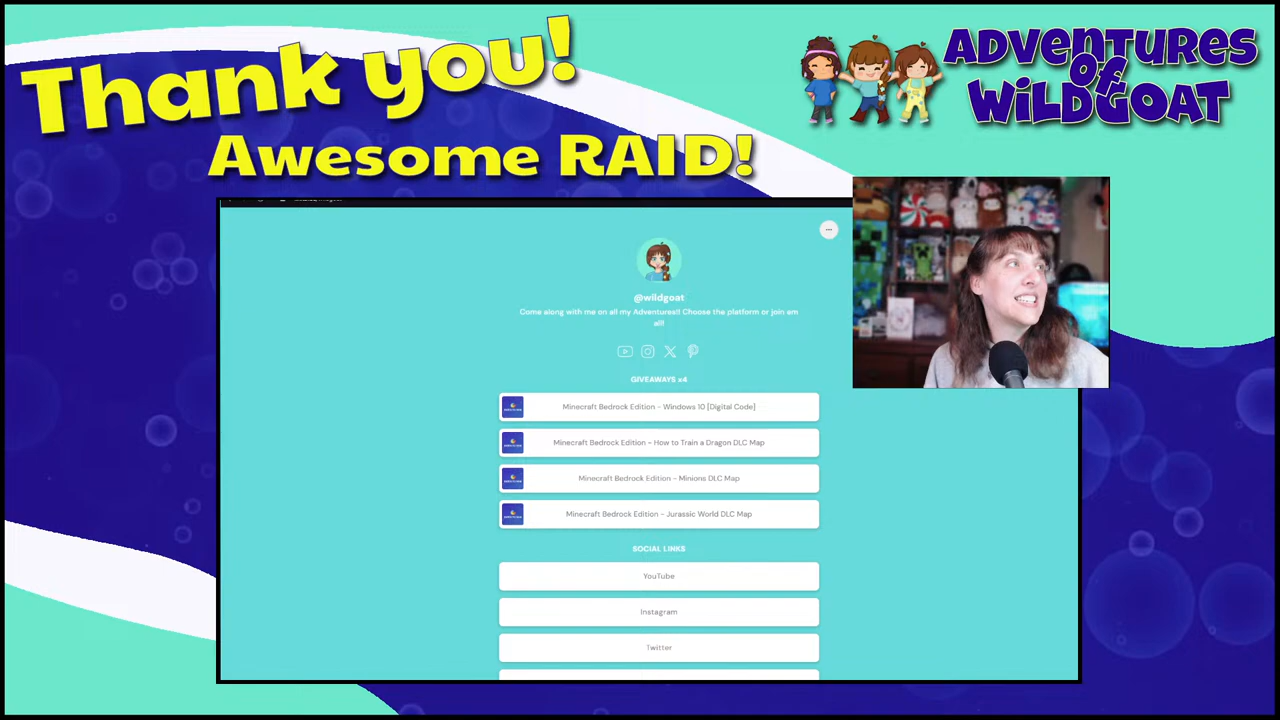 Thank you!
Awesome RAID!
ADVENTURES
of
WILDGOAT
@wildgoat
Come along with me on all my Adventures!! Choose the platform or join em
all!!
GIVEAWAYS x4
Minecraft Bedrock Edition - Windows 10 [Digital Code]
Minecraft Bedrock Edition - How to Train a Dragon DLC Map
Minecraft Bedrock Edition - Minions DLC Map
Minecraft Bedrock Edition - Jurassic World DLC Map
SOCIAL LINKS
YouTube
Instagram
Twitter